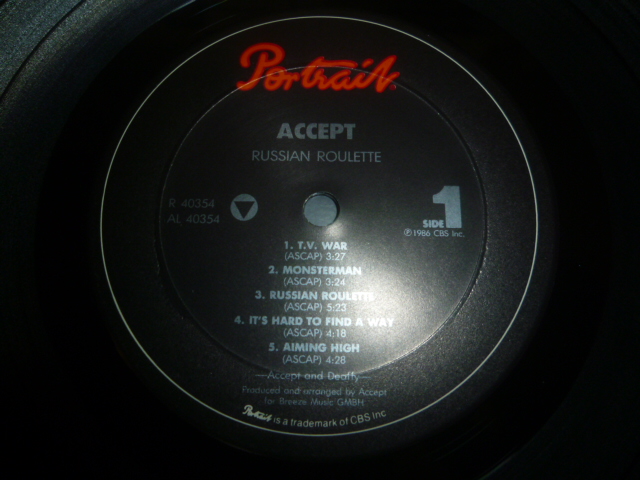 Portrait
ACCEPT
RUSSIAN ROULETTE
R 40354
AL 40354
SIDE 1
℗1986 CBS Inc.
1. T.V. WAR
(ASCAP) 3:27
2. MONSTERMAN
(ASCAP) 3:24
3. RUSSIAN ROULETTE
(ASCAP) 5:23
4. IT'S HARD TO FIND A WAY
(ASCAP) 4:18
5. AIMING HIGH
(ASCAP) 4:28
—Accept and Deaffy—
Produced and arranged by Accept
for Breeze Music GMBH
Portrait is a trademark of CBS Inc